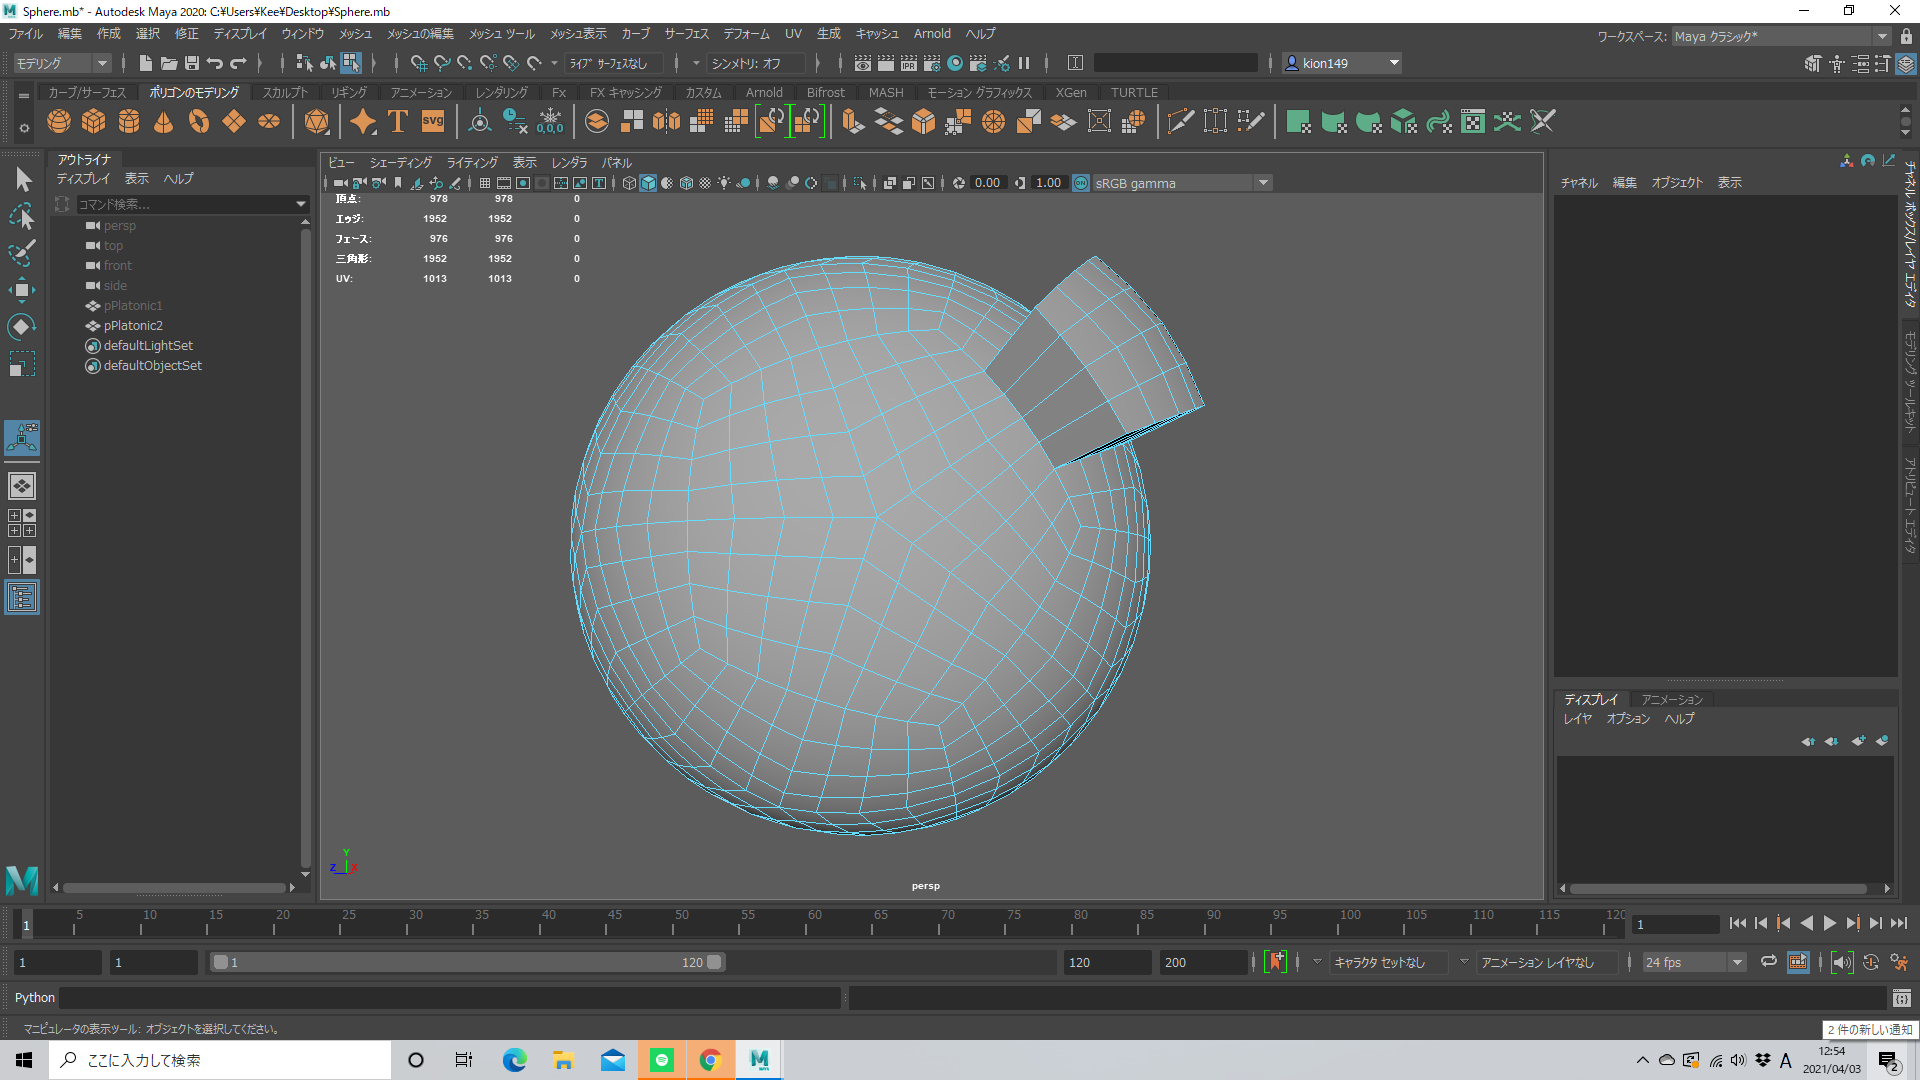 Sphere.mb* - Autodesk Maya 2020: C:¥Users¥Kee¥Desktop¥Sphere.mb
ファイル 編集 作成 選択 修正 ディスプレイ ウィンドウ メッシュ メッシュの編集 メッシュ ツール メッシュ表示 カーブ サーフェス デフォーム UV 生成 キャッシュ Arnold ヘルプ
ワークスペース: Maya クラシック*
モデリング
ライブ サーフェスなし
シンメトリ: オフ
kion149
カーブ/サーフェス ポリゴンのモデリング スカルプト リギング アニメーション レンダリング Fx FX キャッシング カスタム Arnold Bifrost MASH モーション グラフィックス XGen TURTLE
T svg 0,0,0
アウトライナ
ディスプレイ 表示 ヘルプ
コマンド検索...
persp
top
front
side
pPlatonic1
pPlatonic2
defaultLightSet
defaultObjectSet
ビュー シェーディング ライティング 表示 レンダラ パネル
0.00 1.00 ON sRGB gamma
頂点: 978 978 0
エッジ: 1952 1952 0
フェース: 976 976 0
三角形: 1952 1952 0
UV: 1013 1013 0
Y
Z X
persp
チャネル 編集 オブジェクト 表示
チャネル ボックス/レイヤ エディタ
モデリング ツールキット
アトリビュート エディタ
ディスプレイ アニメーション
レイヤ オプション ヘルプ
1 5 10 15 20 25 30 35 40 45 50 55 60 65 70 75 80 85 90 95 100 105 110 115 120
1
1 1 1 120 120 200
キャラクタ セットなし
アニメーション レイヤなし
24 fps
Python
マニピュレータの表示ツール: オブジェクトを選択してください。
2 件の新しい通知
ここに入力して検索
A
12:54
2021/04/03
2